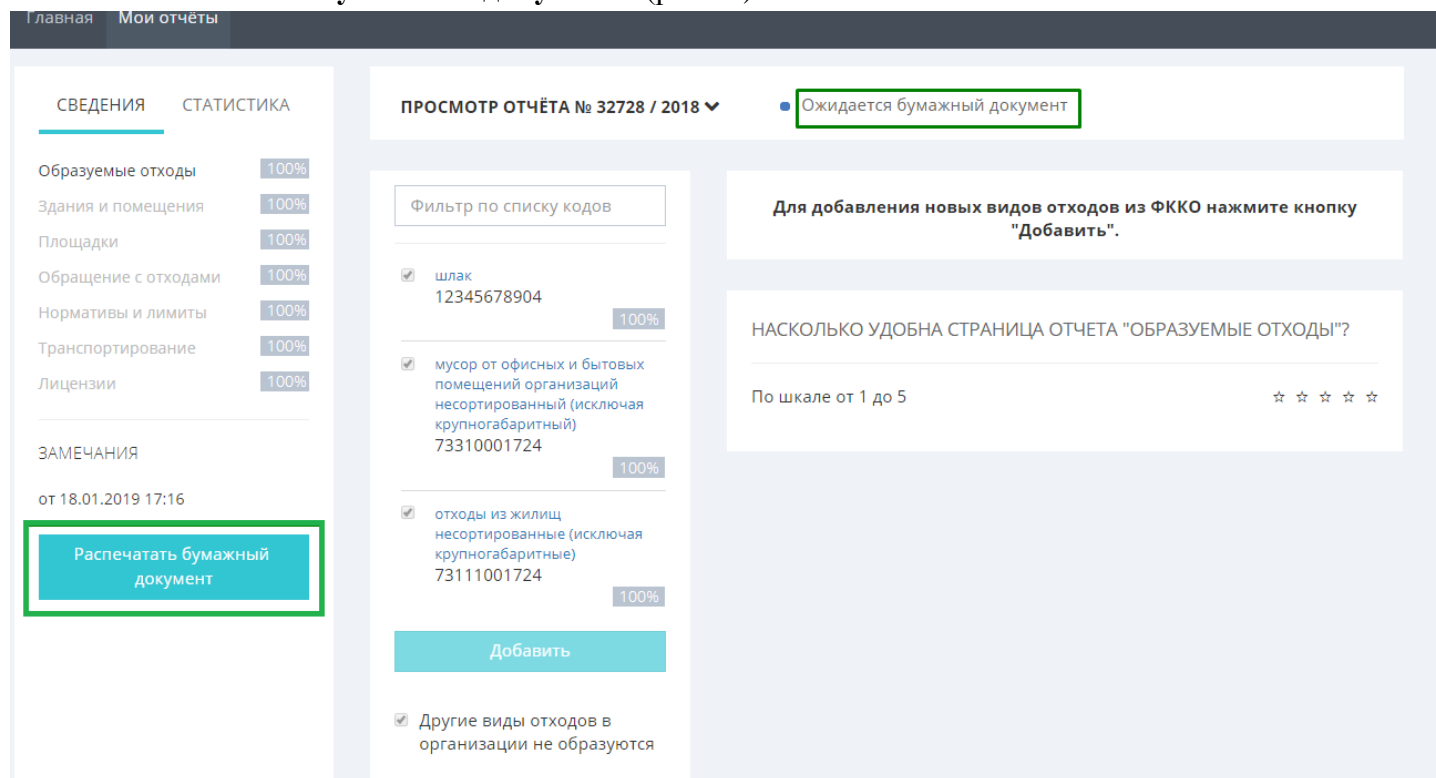 Главная Мои отчёты
СВЕДЕНИЯ СТАТИСТИКА
Образуемые отходы 100%
Здания и помещения 100%
Площадки 100%
Обращение с отходами 100%
Нормативы и лимиты 100%
Транспортирование 100%
Лицензии 100%
ЗАМЕЧАНИЯ
от 18.01.2019 17:16
Распечатать бумажный
документ
ПРОСМОТР ОТЧЁТА № 32728 / 2018
Ожидается бумажный документ
Фильтр по списку кодов
шлак
12345678904
100%
мусор от офисных и бытовых
помещений организаций
несортированный (исключая
крупногабаритный)
73310001724
100%
отходы из жилищ
несортированные (исключая
крупногабаритные)
73111001724
100%
Добавить
Другие виды отходов в
организации не образуются
Для добавления новых видов отходов из ФККО нажмите кнопку
"Добавить".
НАСКОЛЬКО УДОБНА СТРАНИЦА ОТЧЕТА "ОБРАЗУЕМЫЕ ОТХОДЫ"?
По шкале от 1 до 5